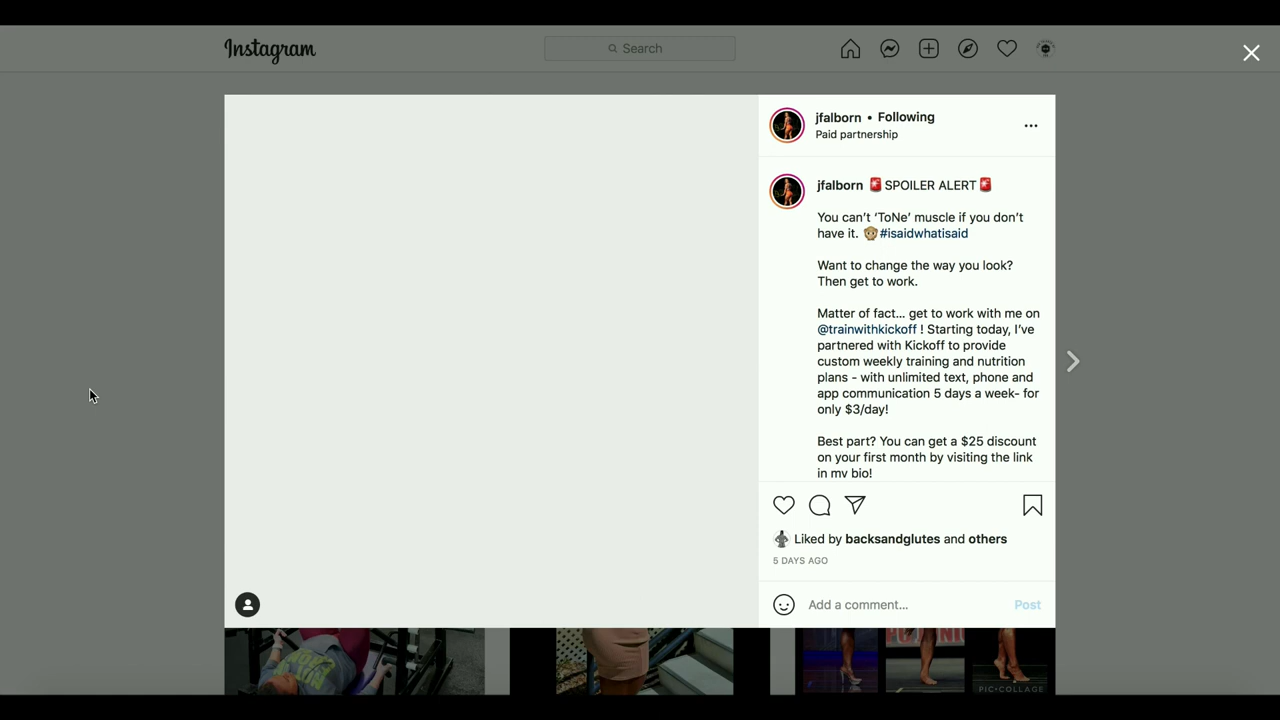 Instagram
Search
jfalborn • Following
Paid partnership
jfalborn 🚨SPOILER ALERT🚨
You can't 'ToNe' muscle if you don't
have it. 🙊#isaidwhatisaid
Want to change the way you look?
Then get to work.
Matter of fact... get to work with me on
@trainwithkickoff ! Starting today, I've
partnered with Kickoff to provide
custom weekly training and nutrition
plans - with unlimited text, phone and
app communication 5 days a week- for
only $3/day!
Best part? You can get a $25 discount
on your first month by visiting the link
in my bio!
Liked by backsandglutes and others
5 DAYS AGO
Add a comment...
Post
PIC•COLLAGE